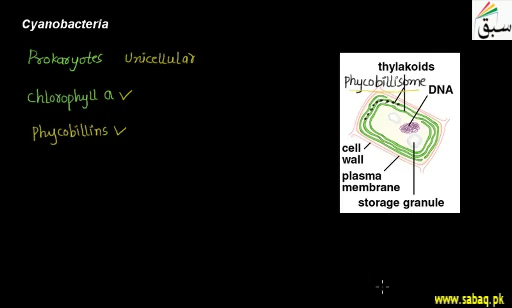 Cyanobacteria
سبق
Prokaryotes Unicellular
thylakoids
Phycobillisome
DNA
Chlorophyll a ✓
Phycobillins ✓
cell
wall
plasma
membrane
storage granule
www.sabaq.pk